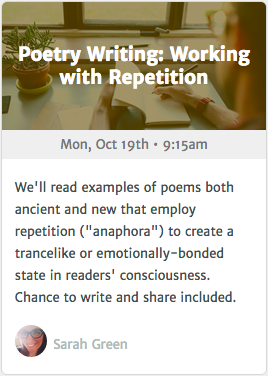 Poetry Writing: Working
with Repetition
Mon, Oct 19th • 9:15am
We'll read examples of poems both
ancient and new that employ
repetition ("anaphora") to create a
trancelike or emotionally-bonded
state in readers' consciousness.
Chance to write and share included.
Sarah Green